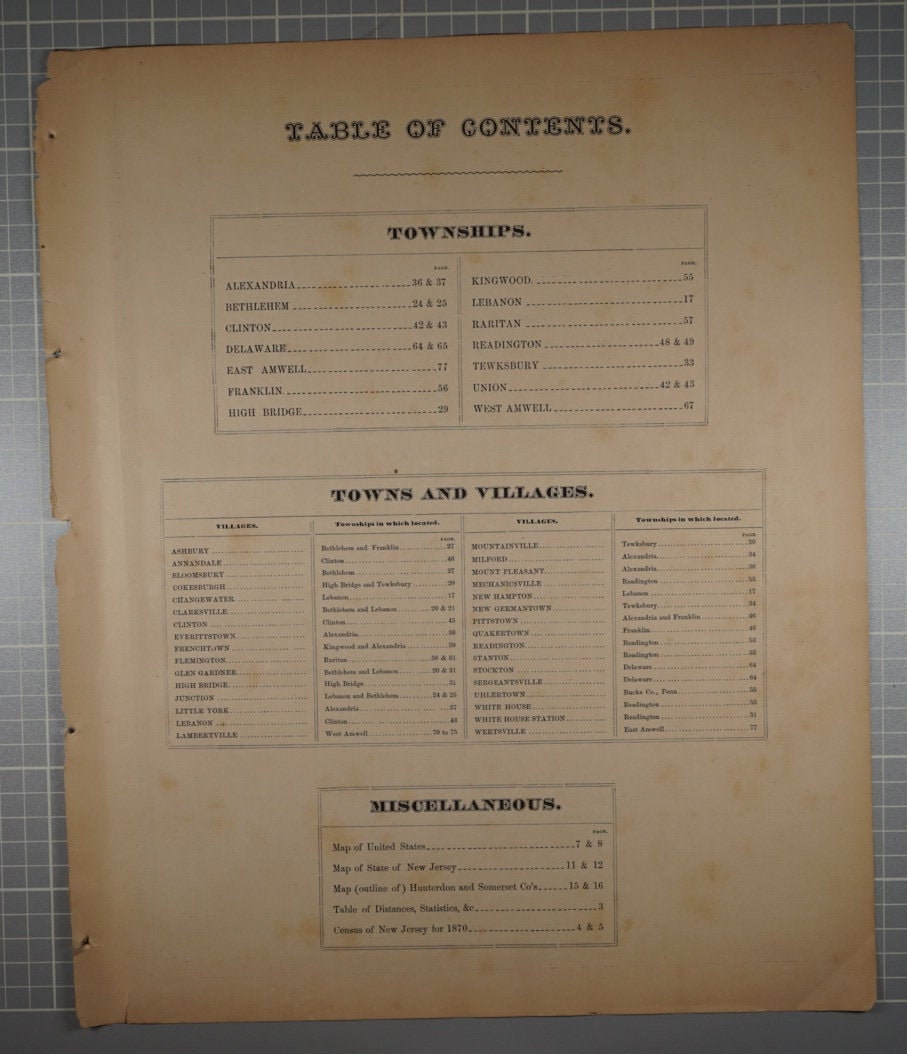 TABLE OF CONTENTS.
TOWNSHIPS.
PAGE.
ALEXANDRIA 36 & 37
BETHLEHEM 24 & 25
CLINTON 42 & 43
DELAWARE 64 & 65
EAST AMWELL 77
FRANKLIN 56
HIGH BRIDGE 29
PAGE.
KINGWOOD 55
LEBANON 17
RARITAN 57
READINGTON 48 & 49
TEWKSBURY 33
UNION 42 & 43
WEST AMWELL 67
TOWNS AND VILLAGES.
VILLAGES. Townships in which located.
PAGE.
ASHBURY Bethlehem and Franklin 27
ANNANDALE Clinton 46
BLOOMSBURY Bethlehem 27
COKESBURGH High Bridge and Tewksbury 29
CHANGEWATER Lebanon 17
CLARKSVILLE Bethlehem and Lebanon 20 & 21
CLINTON Clinton 45
EVERITTSTOWN Alexandria
FRENCHTOWN Kingwood and Alexandria 39
FLEMINGTON Raritan 58 & 61
GLEN GARDNER Bethlehem and Lebanon 20 & 21
HIGH BRIDGE High Bridge 31
JUNCTION Lebanon and Bethlehem 24 & 25
LITTLE YORK Alexandria 27
LEBANON Clinton 43
LAMBERTVILLE West Amwell 70 to 75
VILLAGES. Townships in which located.
PAGE.
MOUNTAINVILLE Tewksbury 29
MILFORD Alexandria 34
MOUNT PLEASANT Alexandria 36
MECHANICSVILLE Readington 53
NEW HAMPTON Lebanon 17
NEW GERMANTOWN Tewksbury 34
PITTSTOWN Alexandria and Franklin 46
QUAKERTOWN Franklin 46
READINGTON Readington 53
STANTON Readington 53
STOCKTON Delaware 64
SERGEANTSVILLE Delaware 64
UHLERTOWN Bucks Co., Penn 53
WHITE HOUSE Readington 53
WHITE HOUSE STATION Readington 51
WERTSVILLE East Amwell 77
MISCELLANEOUS.
PAGE.
Map of United States 7 & 8
Map of State of New Jersey 11 & 12
Map (outline of) Hunterdon and Somerset Co's 15 & 16
Table of Distances, Statistics, &c 3
Census of New Jersey for 1870 4 & 5